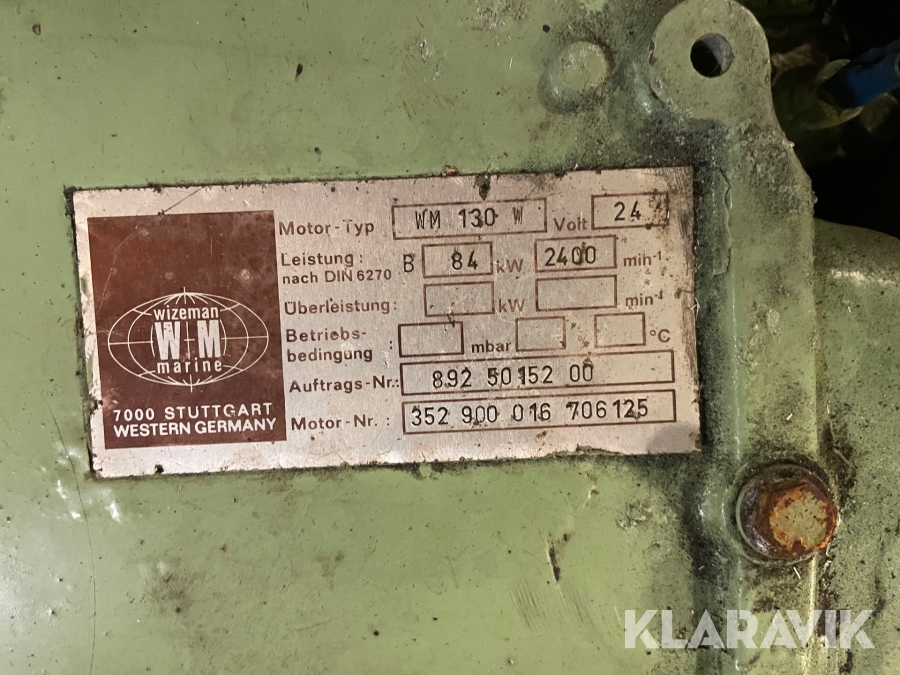 Motor-Typ WM 130 W Volt 24
Leistung: B 84 kW 2400 min-1
nach DIN 6270
Überleistung: kW min-1
Betriebs-
bedingung : mbar % °C
Auftrags-Nr.: 892 50152 00
Motor-Nr. : 352 900 016 706125
wizeman
W-M
marine
7000 STUTTGART
WESTERN GERMANY
KLARAVIK